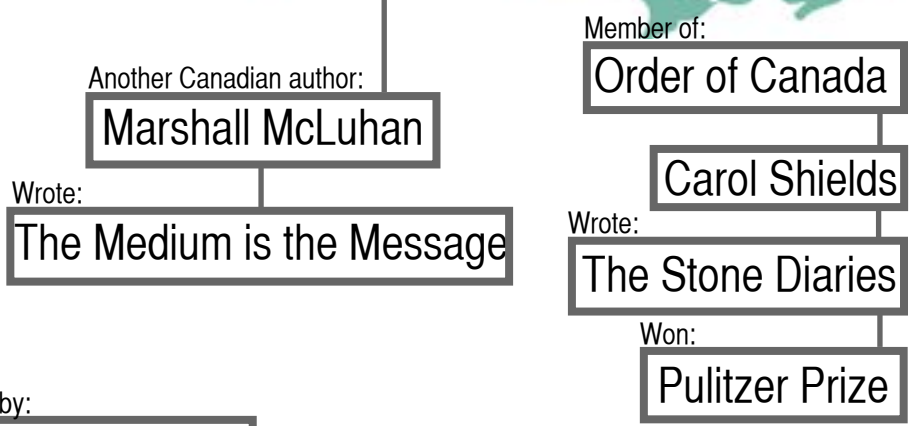 Another Canadian author:
Marshall McLuhan
Wrote:
The Medium is the Message
by:
Member of:
Order of Canada
Carol Shields
Wrote:
The Stone Diaries
Won:
Pulitzer Prize